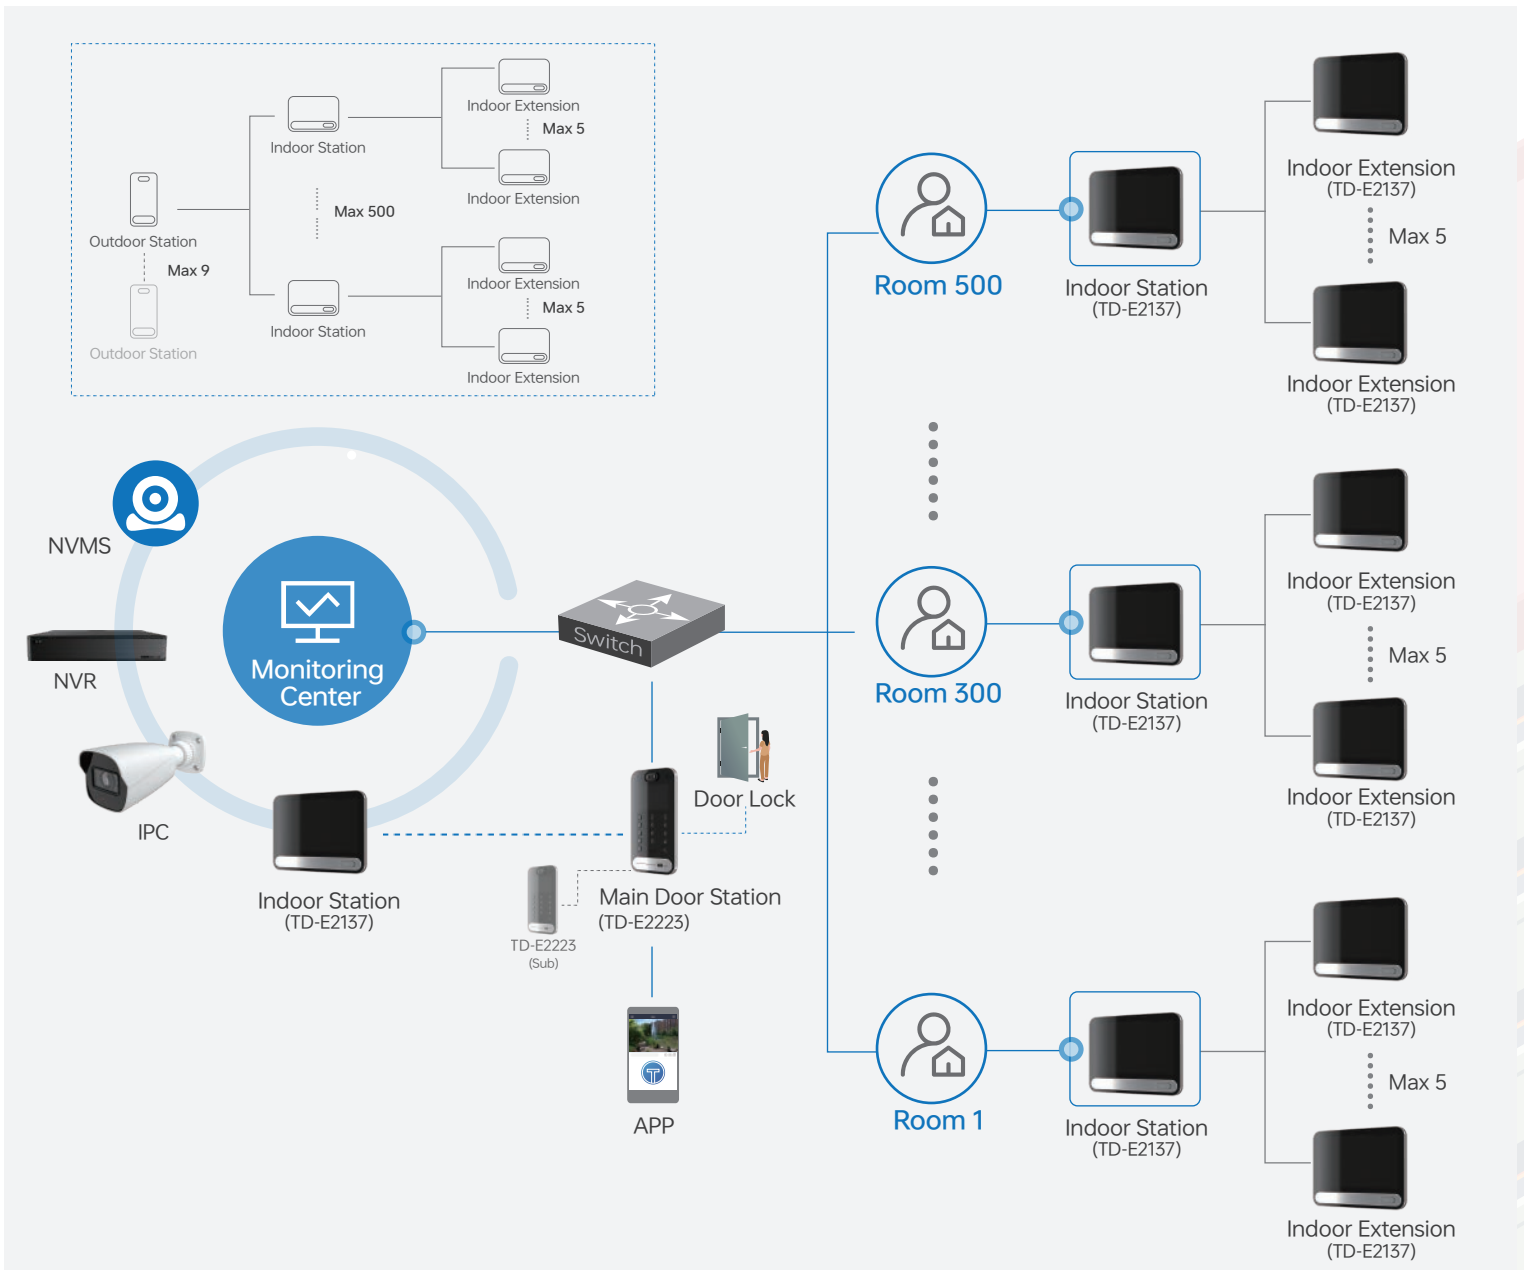 Indoor Extension
Max 5
Indoor Station
Indoor Extension
Max 500
Outdoor Station
Max 9
Indoor Extension
Max 5
Indoor Station
Outdoor Station
Indoor Extension
NVMS
NVR
IPC
Monitoring
Center
Indoor Station
(TD-E2137)
Switch
Door Lock
Main Door Station
(TD-E2223)
TD-E2223
(Sub)
APP
Room 500
Indoor Station
(TD-E2137)
Indoor Extension
(TD-E2137)
Max 5
Indoor Extension
(TD-E2137)
Room 300
Indoor Station
(TD-E2137)
Indoor Extension
(TD-E2137)
Max 5
Indoor Extension
(TD-E2137)
Room 1
Indoor Station
(TD-E2137)
Indoor Extension
(TD-E2137)
Max 5
Indoor Extension
(TD-E2137)